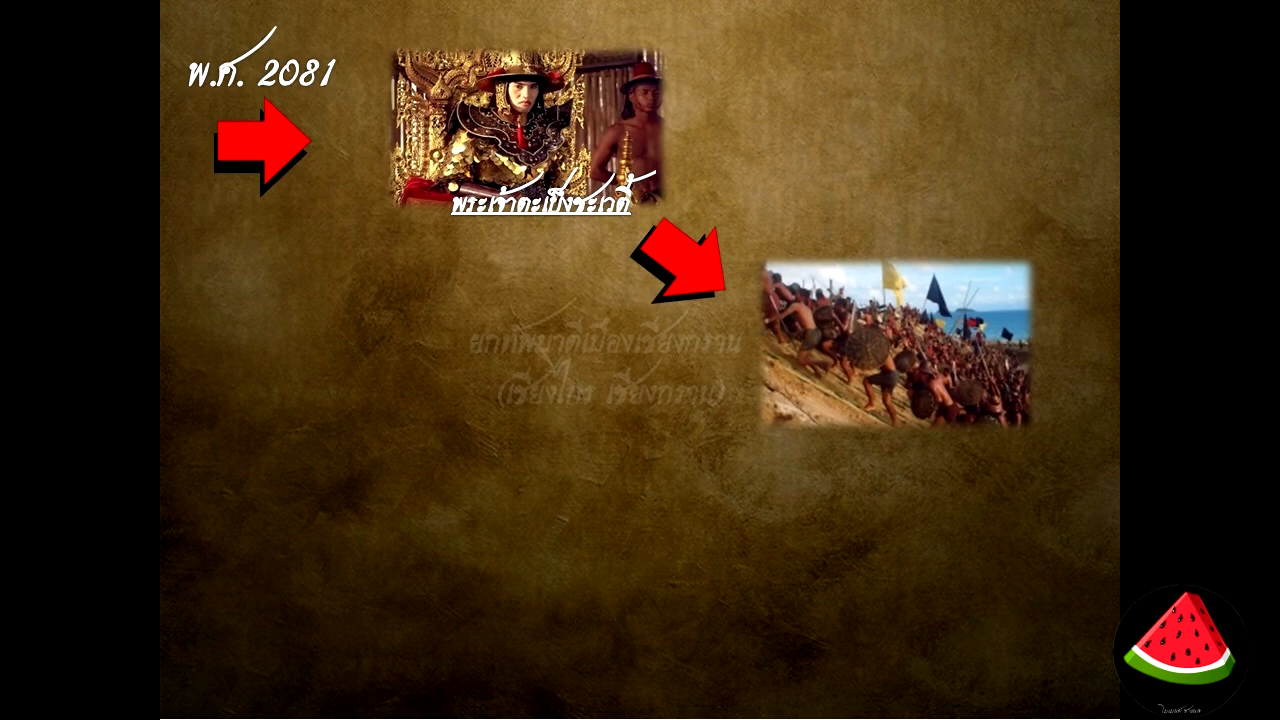 พ.ศ. 2081
พระเจ้าตะเบ็งชะเวตี้
ยกทัพมาตีเมืองเชียงกราน
(เชียงไกร เชียงกราน)